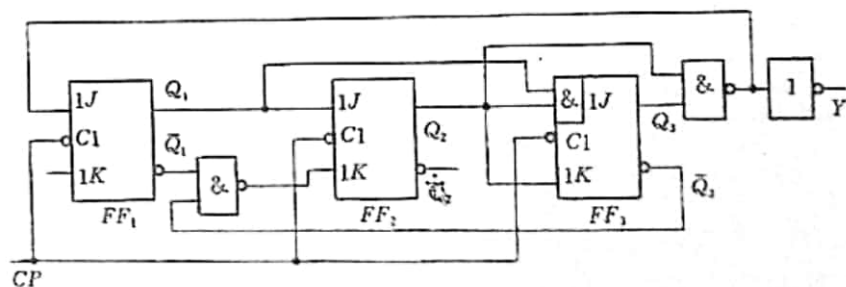 Q₁
1J
C1
Q̄₁
1K
FF₁
&
1J
Q₂
C1
1K
FF₂
&
1J
Q₃
C1
1K
Q̄₃
FF₃
&
1
Y
CP